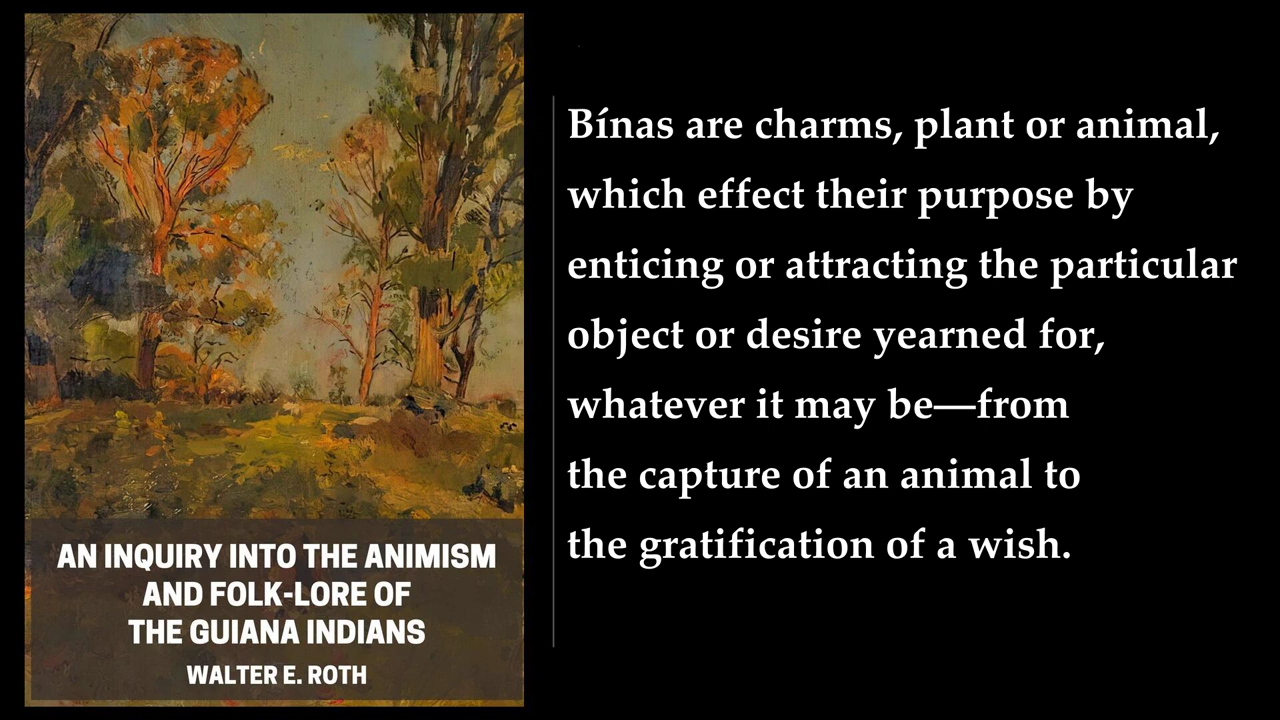 AN INQUIRY INTO THE ANIMISM
AND FOLK-LORE OF
THE GUIANA INDIANS
WALTER E. ROTH
Bínas are charms, plant or animal,
which effect their purpose by
enticing or attracting the particular
object or desire yearned for,
whatever it may be—from
the capture of an animal to
the gratification of a wish.